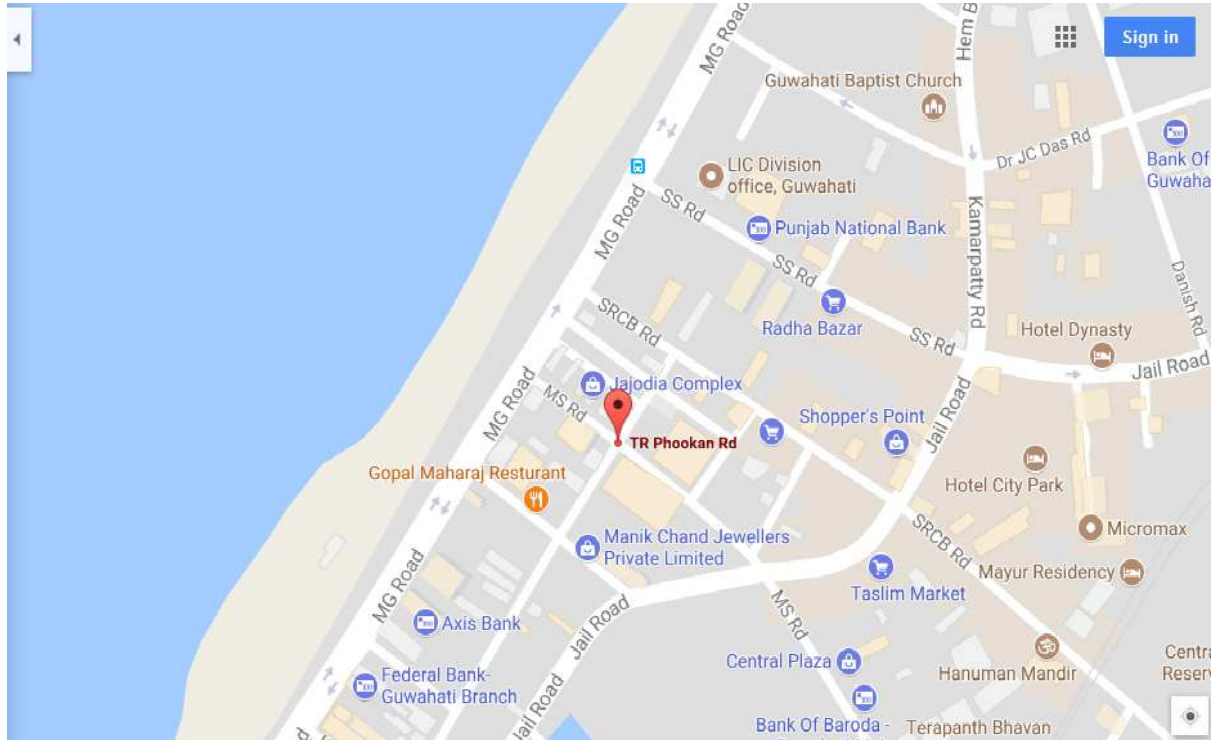 Sign in
MG Road
Hem B
Guwahati Baptist Church
Dr JC Das Rd
Bank Of
Guwaha
LIC Division
office, Guwahati
SS Rd
MG Road
Punjab National Bank
Kamarpatty Rd
SS Rd
Danish Rd
SRCB Rd
Radha Bazar
SS Rd
Hotel Dynasty
Jail Road
MG Road
Jajodia Complex
MS Rd
Shopper's Point
Jail Road
TR Phookan Rd
Gopal Maharaj Resturant
Hotel City Park
Manik Chand Jewellers
Private Limited
SRCB Rd
Micromax
MG Road
Mayur Residency
Taslim Market
MS Rd
Axis Bank
Jail Road
Central Plaza
Hanuman Mandir
Centra
Reserv
Federal Bank-
Guwahati Branch
Jail Road
Bank Of Baroda -
Terapanth Bhavan